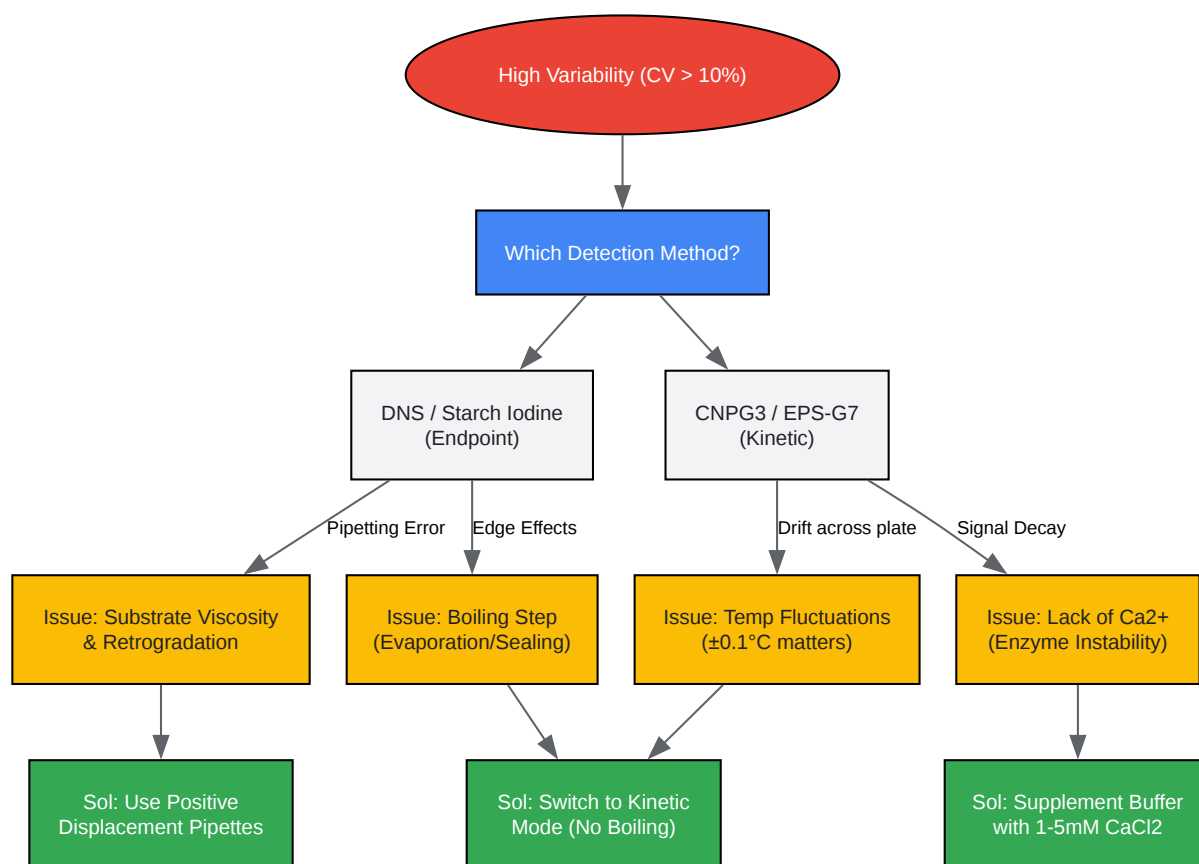 High Variability (CV > 10%)
Which Detection Method?
DNS / Starch Iodine
(Endpoint)
CNPG3 / EPS-G7
(Kinetic)
Pipetting Error
Edge Effects
Drift across plate
Signal Decay
Issue: Substrate Viscosity
& Retrogradation
Issue: Boiling Step
(Evaporation/Sealing)
Issue: Temp Fluctuations
(±0.1°C matters)
Issue: Lack of Ca2+
(Enzyme Instability)
Sol: Use Positive
Displacement Pipettes
Sol: Switch to Kinetic
Mode (No Boiling)
Sol: Supplement Buffer
with 1-5mM CaCl2